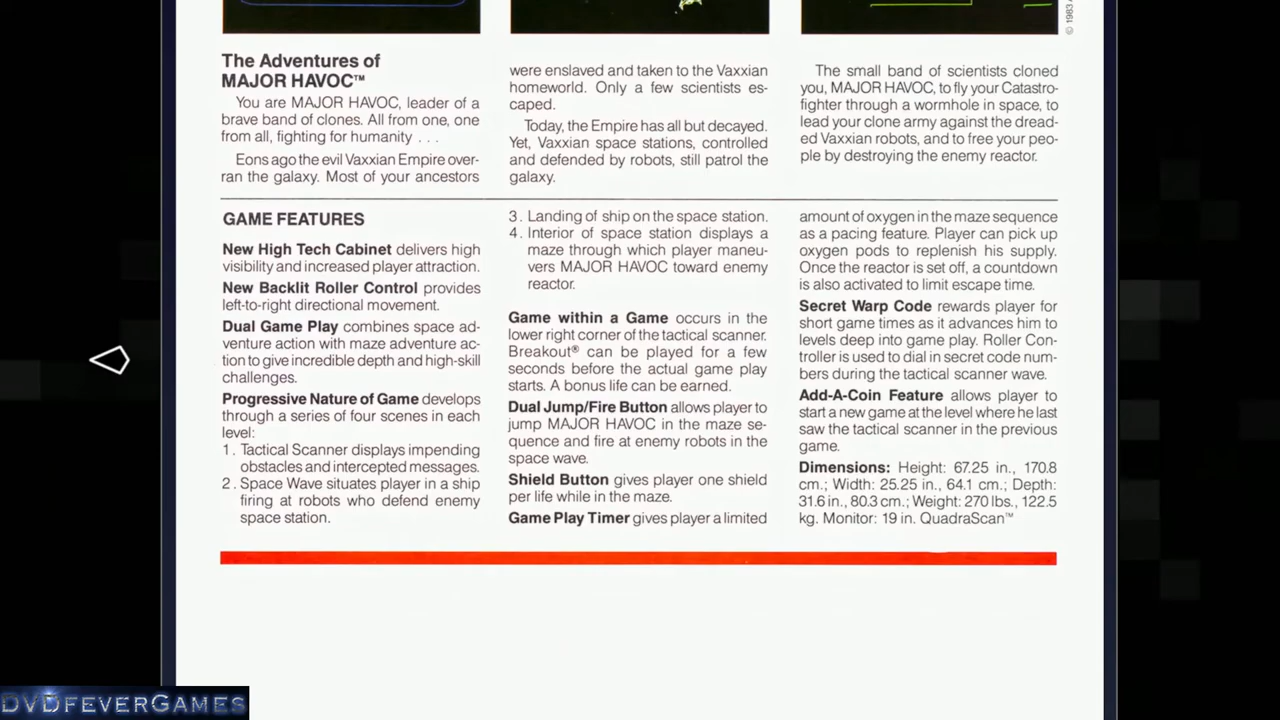 The Adventures of
MAJOR HAVOC™
You are MAJOR HAVOC, leader of a
brave band of clones. All from one, one
from all, fighting for humanity . . .
Eons ago the evil Vaxxian Empire over-
ran the galaxy. Most of your ancestors
were enslaved and taken to the Vaxxian
homeworld. Only a few scientists es-
caped.
Today, the Empire has all but decayed.
Yet, Vaxxian space stations, controlled
and defended by robots, still patrol the
galaxy.
The small band of scientists cloned
you, MAJOR HAVOC, to fly your Catastro-
fighter through a wormhole in space, to
lead your clone army against the dread-
ed Vaxxian robots, and to free your peo-
ple by destroying the enemy reactor.
© 1983
GAME FEATURES
New High Tech Cabinet delivers high
visibility and increased player attraction.
New Backlit Roller Control provides
left-to-right directional movement.
Dual Game Play combines space ad-
venture action with maze adventure ac-
tion to give incredible depth and high-skill
challenges.
Progressive Nature of Game develops
through a series of four scenes in each
level:
1. Tactical Scanner displays impending
obstacles and intercepted messages.
2. Space Wave situates player in a ship
firing at robots who defend enemy
space station.
3. Landing of ship on the space station.
4. Interior of space station displays a
maze through which player maneu-
vers MAJOR HAVOC toward enemy
reactor.
Game within a Game occurs in the
lower right corner of the tactical scanner.
Breakout® can be played for a few
seconds before the actual game play
starts. A bonus life can be earned.
Dual Jump/Fire Button allows player to
jump MAJOR HAVOC in the maze se-
quence and fire at enemy robots in the
space wave.
Shield Button gives player one shield
per life while in the maze.
Game Play Timer gives player a limited
amount of oxygen in the maze sequence
as a pacing feature. Player can pick up
oxygen pods to replenish his supply.
Once the reactor is set off, a countdown
is also activated to limit escape time.
Secret Warp Code rewards player for
short game times as it advances him to
levels deep into game play. Roller Con-
troller is used to dial in secret code num-
bers during the tactical scanner wave.
Add-A-Coin Feature allows player to
start a new game at the level where he last
saw the tactical scanner in the previous
game.
Dimensions: Height: 67.25 in., 170.8
cm.; Width: 25.25 in., 64.1 cm.; Depth:
31.6 in., 80.3 cm.; Weight: 270 lbs., 122.5
kg. Monitor: 19 in. QuadraScan™
DVDFEVERGAMES